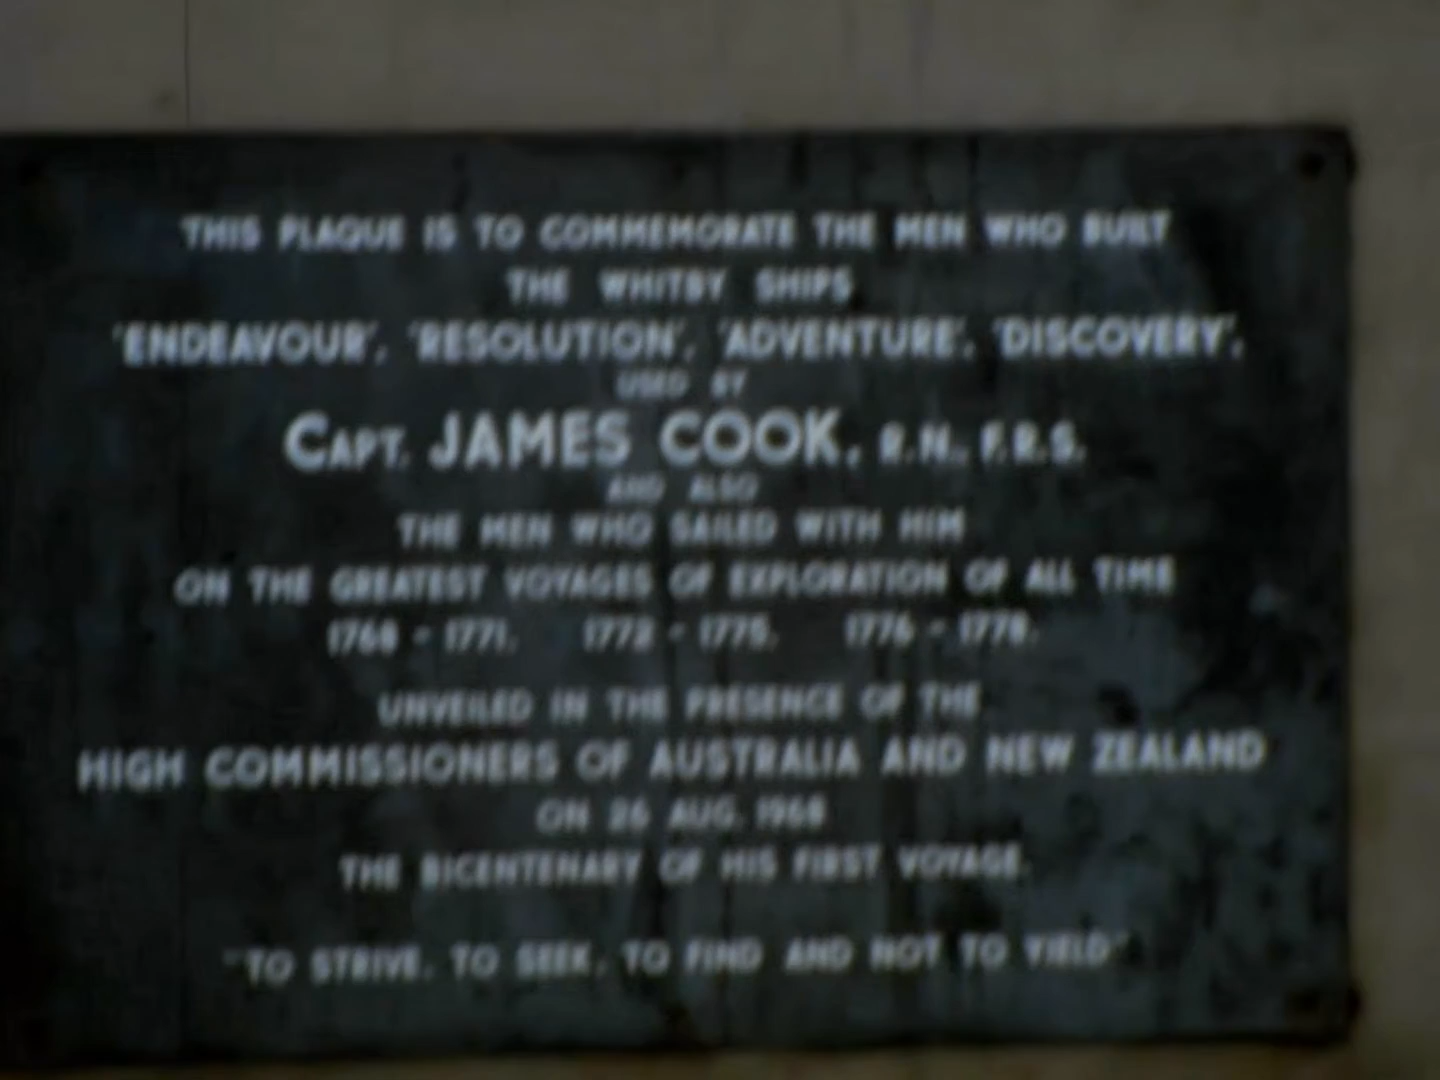 THIS PLAQUE IS TO COMMEMORATE THE MEN WHO BUILT
THE WHITBY SHIPS
'ENDEAVOUR', 'RESOLUTION', 'ADVENTURE', 'DISCOVERY',
USED BY
CAPT. JAMES COOK, R.N., F.R.S.
AND ALSO
THE MEN WHO SAILED WITH HIM
ON THE GREATEST VOYAGES OF EXPLORATION OF ALL TIME
1768 - 1771, 1772 - 1775, 1776 - 1778.
UNVEILED IN THE PRESENCE OF THE
HIGH COMMISSIONERS OF AUSTRALIA AND NEW ZEALAND
ON 26 AUG. 1968
THE BICENTENARY OF HIS FIRST VOYAGE.
"TO STRIVE, TO SEEK, TO FIND AND NOT TO YIELD"